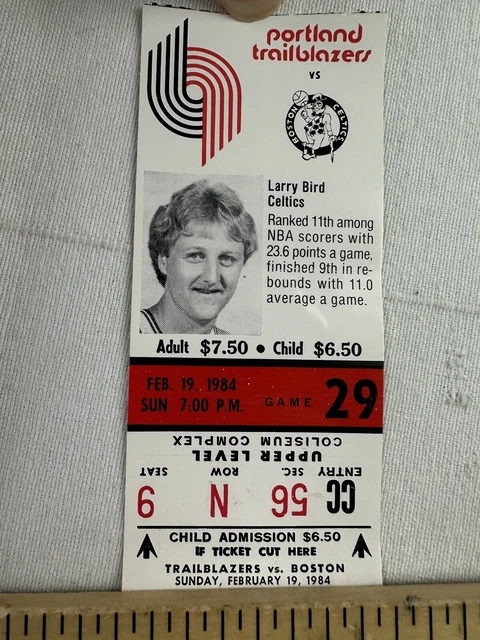 portland
trailblazers
vs
BOSTON CELTICS
Larry Bird
Celtics
Ranked 11th among
NBA scorers with
23.6 points a game,
finished 9th in re-
bounds with 11.0
average a game.
Adult $7.50 • Child $6.50
FEB. 19, 1984
SUN. 7:00 P.M.
GAME 29
COLISEUM COMPLEX
UPPER LEVEL
ENTRY SEC. ROW SEAT
CC 56 N 9
CHILD ADMISSION $6.50
IF TICKET CUT HERE
TRAILBLAZERS vs. BOSTON
SUNDAY, FEBRUARY 19, 1984